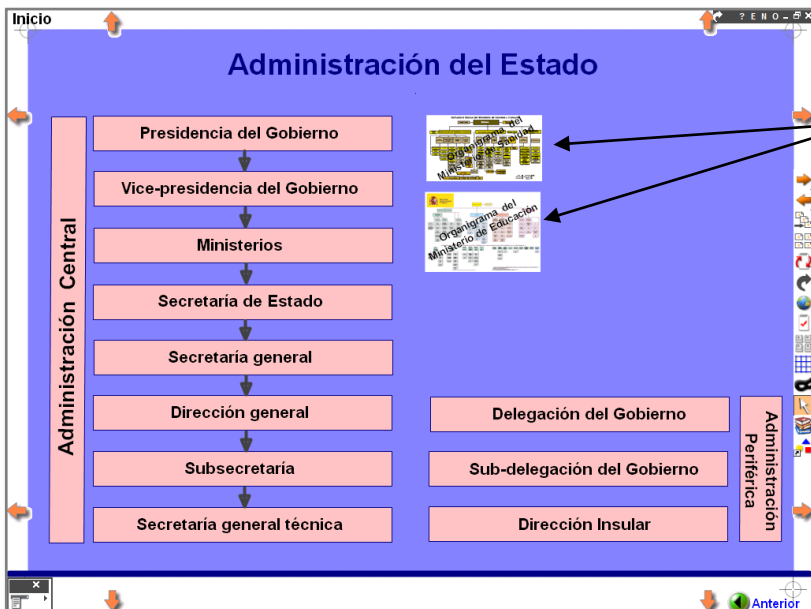 Inicio
? E N O
Administración del Estado
Administración Central
Presidencia del Gobierno
Vice-presidencia del Gobierno
Ministerios
Secretaría de Estado
Secretaría general
Dirección general
Subsecretaría
Secretaría general técnica
Organigrama del
Ministerio de Sanidad
Organigrama del
Ministerio de Educación
Delegación del Gobierno
Sub-delegación del Gobierno
Dirección Insular
Administración
Periférica
Anterior